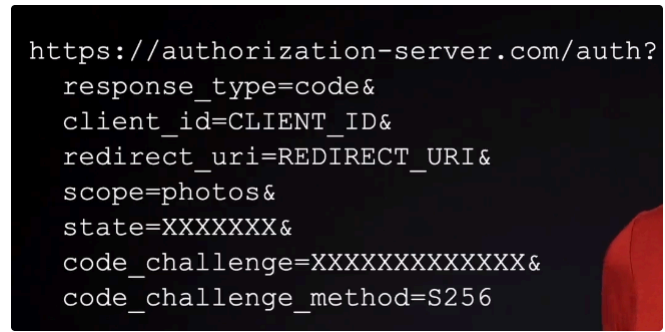 https://authorization-server.com/auth?
response_type=code&
client_id=CLIENT_ID&
redirect_uri=REDIRECT_URI&
scope=photos&
state=XXXXXXX&
code_challenge=XXXXXXXXXXXXX&
code_challenge_method=S256